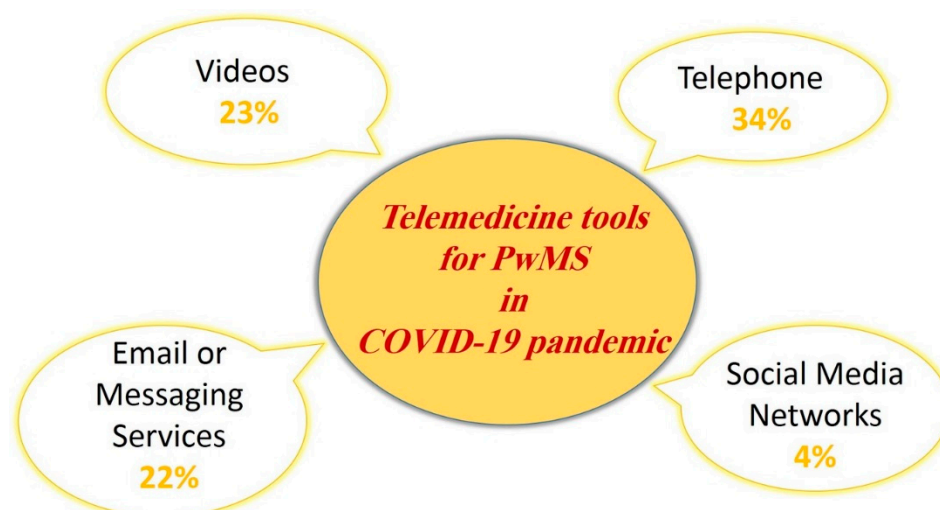 Videos
23%
Telephone
34%
Telemedicine tools
for PwMS
in
COVID-19 pandemic
Email or
Messaging
Services
22%
Social Media
Networks
4%